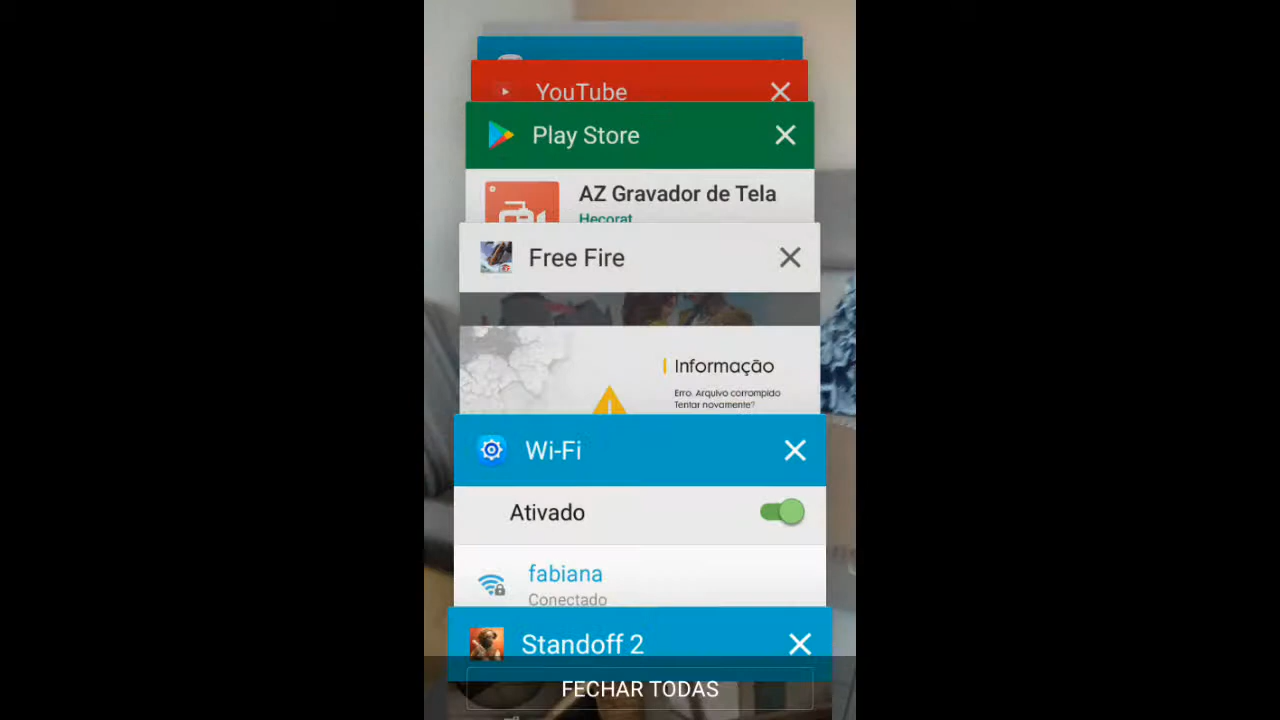 YouTube
Play Store
AZ Gravador de Tela
Hecorat
Free Fire
Informação
Erro. Arquivo corrompido
Tentar novamente?
Wi-Fi
Ativado
fabiana
Conectado
Standoff 2
FECHAR TODAS